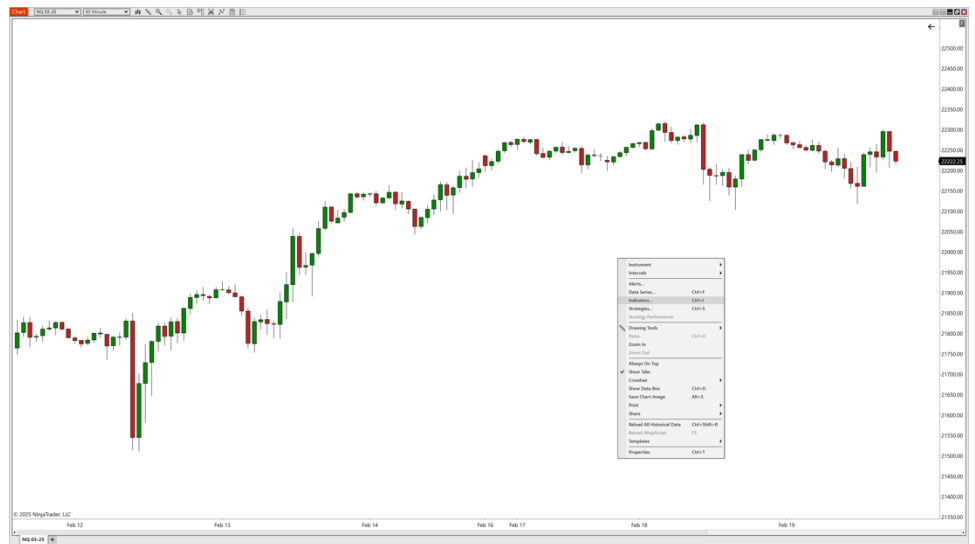 Chart NQ 03-25 60 Minute
F
22500.00
22450.00
22400.00
22350.00
22300.00
22250.00
22222.25
22200.00
22150.00
22100.00
22050.00
22000.00
21950.00
21900.00
21850.00
21800.00
21750.00
21700.00
21650.00
21600.00
21550.00
21500.00
21450.00
21400.00
21350.00
Instrument
Intervals
Alerts...
Data Series... Ctrl+F
Indicators... Ctrl+I
Strategies... Ctrl+S
Strategy Performance
Drawing Tools
Paste Ctrl+V
Zoom In
Zoom Out
Always On Top
Show Tabs
Crosshair
Show Data Box Ctrl+D
Save Chart Image Alt+S
Print
Share
Reload All Historical Data Ctrl+Shift+R
Reload NinjaScript F5
Templates
Properties Ctrl+T
© 2025 NinjaTrader, LLC
Feb 12 Feb 13 Feb 14 Feb 16 Feb 17 Feb 18 Feb 19
NQ 03-25 +